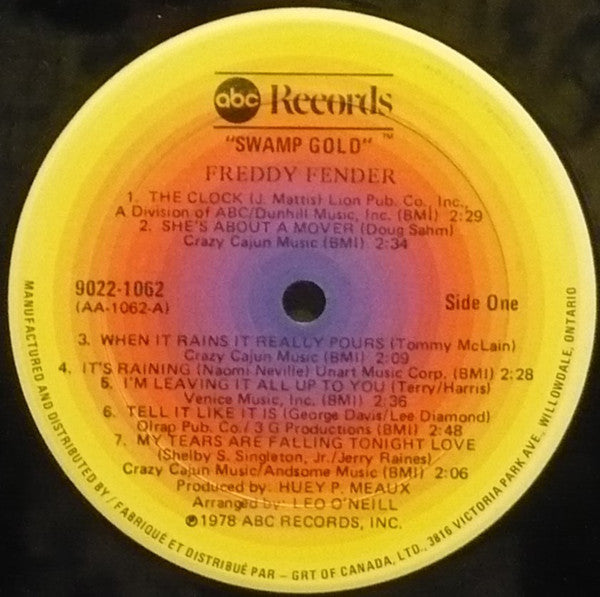 abc Records
"SWAMP GOLD" ™
FREDDY FENDER
1. THE CLOCK (J. Mattis) Lion Pub. Co., Inc.,
A Division of ABC/Dunhill Music, Inc. (BMI) 2:29
2. SHE'S ABOUT A MOVER (Doug Sahm)
Crazy Cajun Music (BMI) 2:34
9022-1062
(AA-1062-A)
Side One
3. WHEN IT RAINS IT REALLY POURS (Tommy McLain)
Crazy Cajun Music (BMI) 2:09
4. IT'S RAINING (Naomi Neville) Unart Music Corp. (BMI) 2:28
5. I'M LEAVING IT ALL UP TO YOU (Terry/Harris)
Venice Music, Inc. (BMI) 2:36
6. TELL IT LIKE IT IS (George Davis/Lee Diamond)
Olrap Pub. Co./3 G Productions (BMI) 2:48
7. MY TEARS ARE FALLING TONIGHT LOVE
(Shelby S. Singleton, Jr./Jerry Raines)
Crazy Cajun Music/Andsome Music (BMI) 2:06
Produced by: HUEY P. MEAUX
Arranged by: LEO O'NEILL
℗1978 ABC RECORDS, INC.
MANUFACTURED AND DISTRIBUTED BY / FABRIQUÉ ET DISTRIBUÉ PAR - GRT OF CANADA, LTD., 3816 VICTORIA PARK AVE. WILLOWDALE, ONTARIO